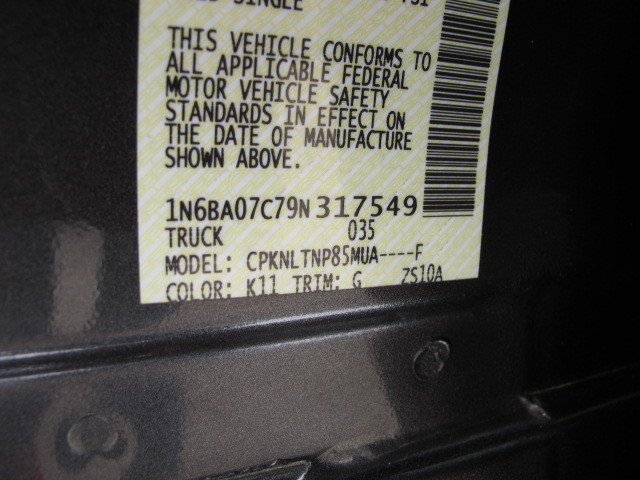 SINGLE
THIS VEHICLE CONFORMS TO
ALL APPLICABLE FEDERAL
MOTOR VEHICLE SAFETY
STANDARDS IN EFFECT ON
THE DATE OF MANUFACTURE
SHOWN ABOVE.
1N6BA07C79N317549
TRUCK 035
MODEL: CPKNLTNP85MUA----F
COLOR: K11 TRIM: G ZS10A